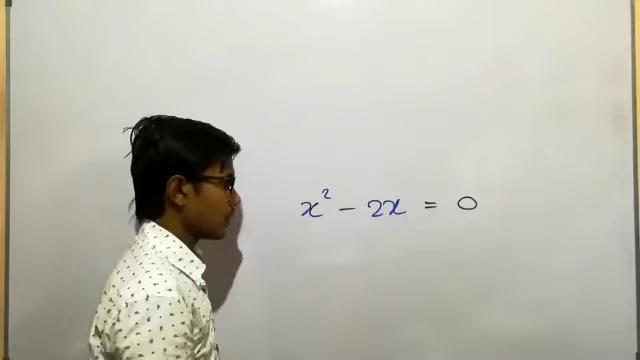 x² - 2x = 0